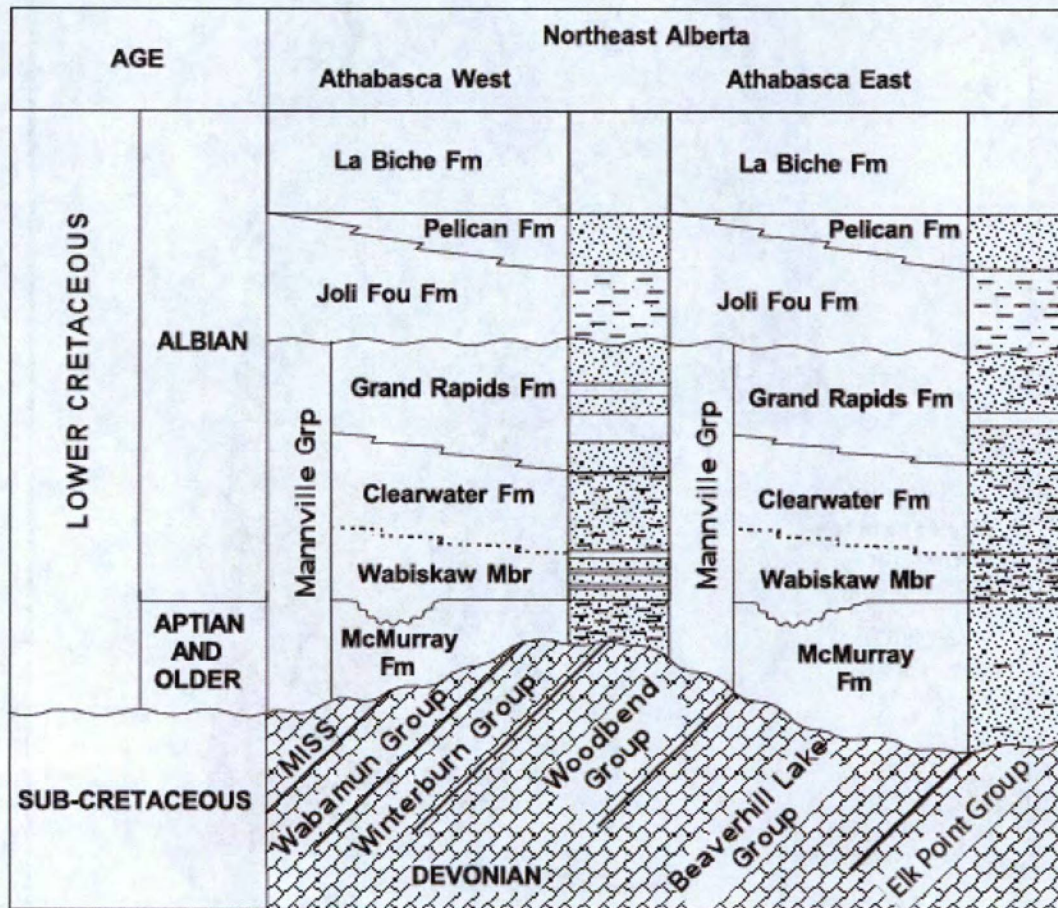 AGE
Northeast Alberta
Athabasca West
Athabasca East
LOWER CRETACEOUS
ALBIAN
APTIAN
AND
OLDER
SUB-CRETACEOUS
La Biche Fm
Pelican Fm
Joli Fou Fm
Mannville Grp
Grand Rapids Fm
Clearwater Fm
Wabiskaw Mbr
McMurray
Fm
La Biche Fm
Pelican Fm
Joli Fou Fm
Mannville Grp
Grand Rapids Fm
Clearwater Fm
Wabiskaw Mbr
McMurray
Fm
MISS
Wabamun Group
Winterburn Group
Woodbend
Group
Beaverhill Lake
Group
Elk Point Group
DEVONIAN